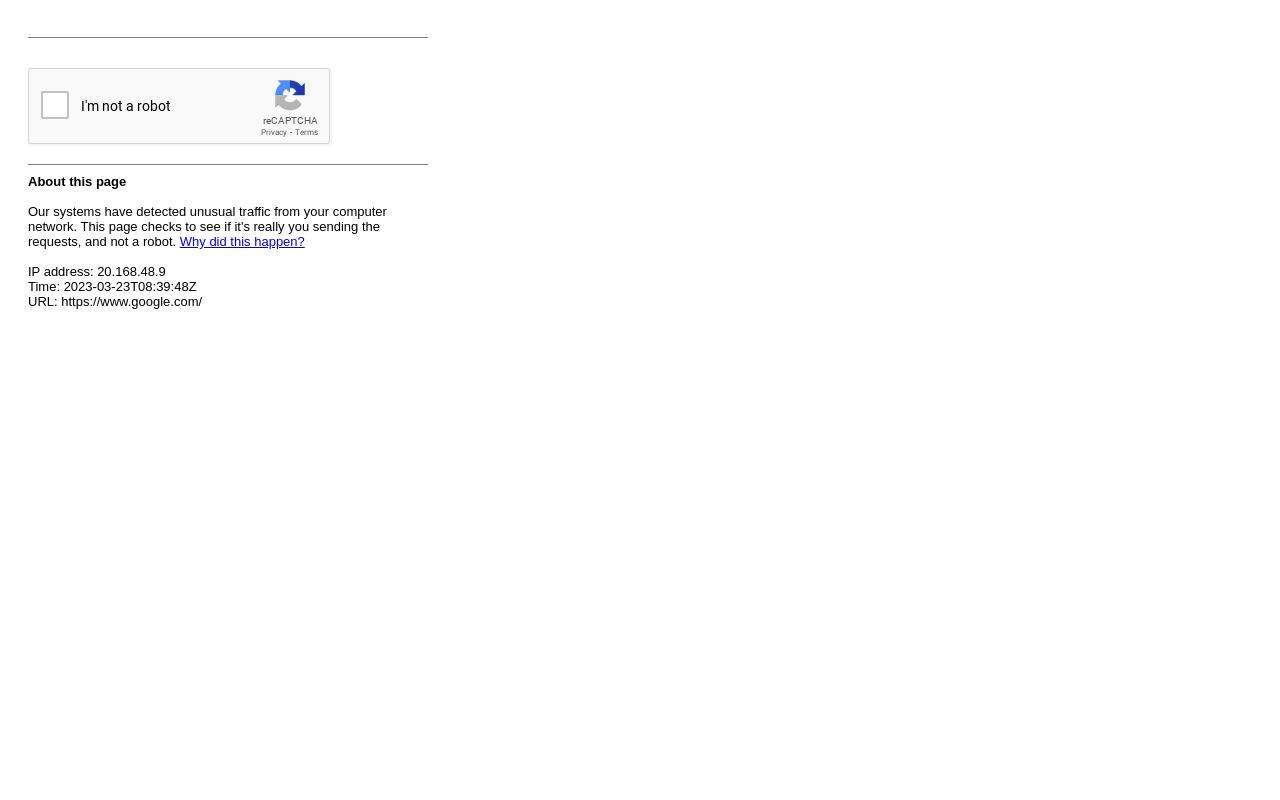 I'm not a robot
reCAPTCHA
Privacy - Terms
About this page
Our systems have detected unusual traffic from your computer
network. This page checks to see if it's really you sending the
requests, and not a robot. Why did this happen?
IP address: 20.168.48.9
Time: 2023-03-23T08:39:48Z
URL: https://www.google.com/